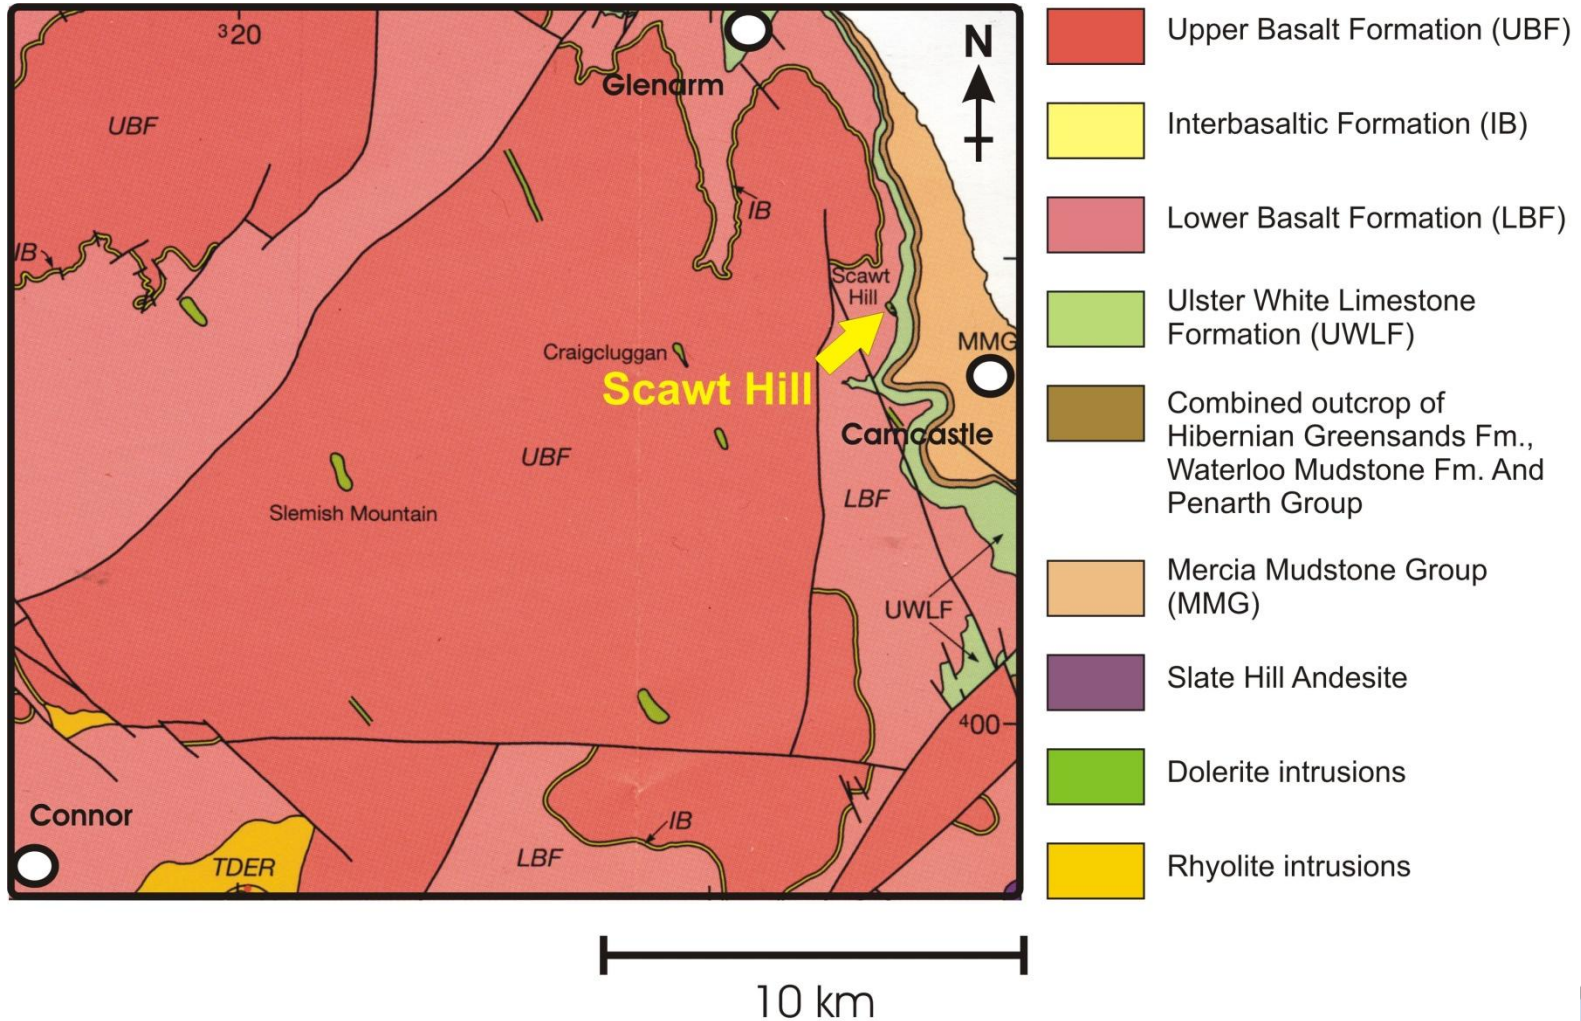 ³20
N
Glenarm
UBF
IB
IB
Scawt
Hill
MMG
Craigcluggan
Scawt Hill
Carncastle
UBF
LBF
Slemish Mountain
UWLF
⁴00
Connor
IB
LBF
TDER
10 km
Upper Basalt Formation (UBF)
Interbasaltic Formation (IB)
Lower Basalt Formation (LBF)
Ulster White Limestone
Formation (UWLF)
Combined outcrop of
Hibernian Greensands Fm.,
Waterloo Mudstone Fm. And
Penarth Group
Mercia Mudstone Group
(MMG)
Slate Hill Andesite
Dolerite intrusions
Rhyolite intrusions